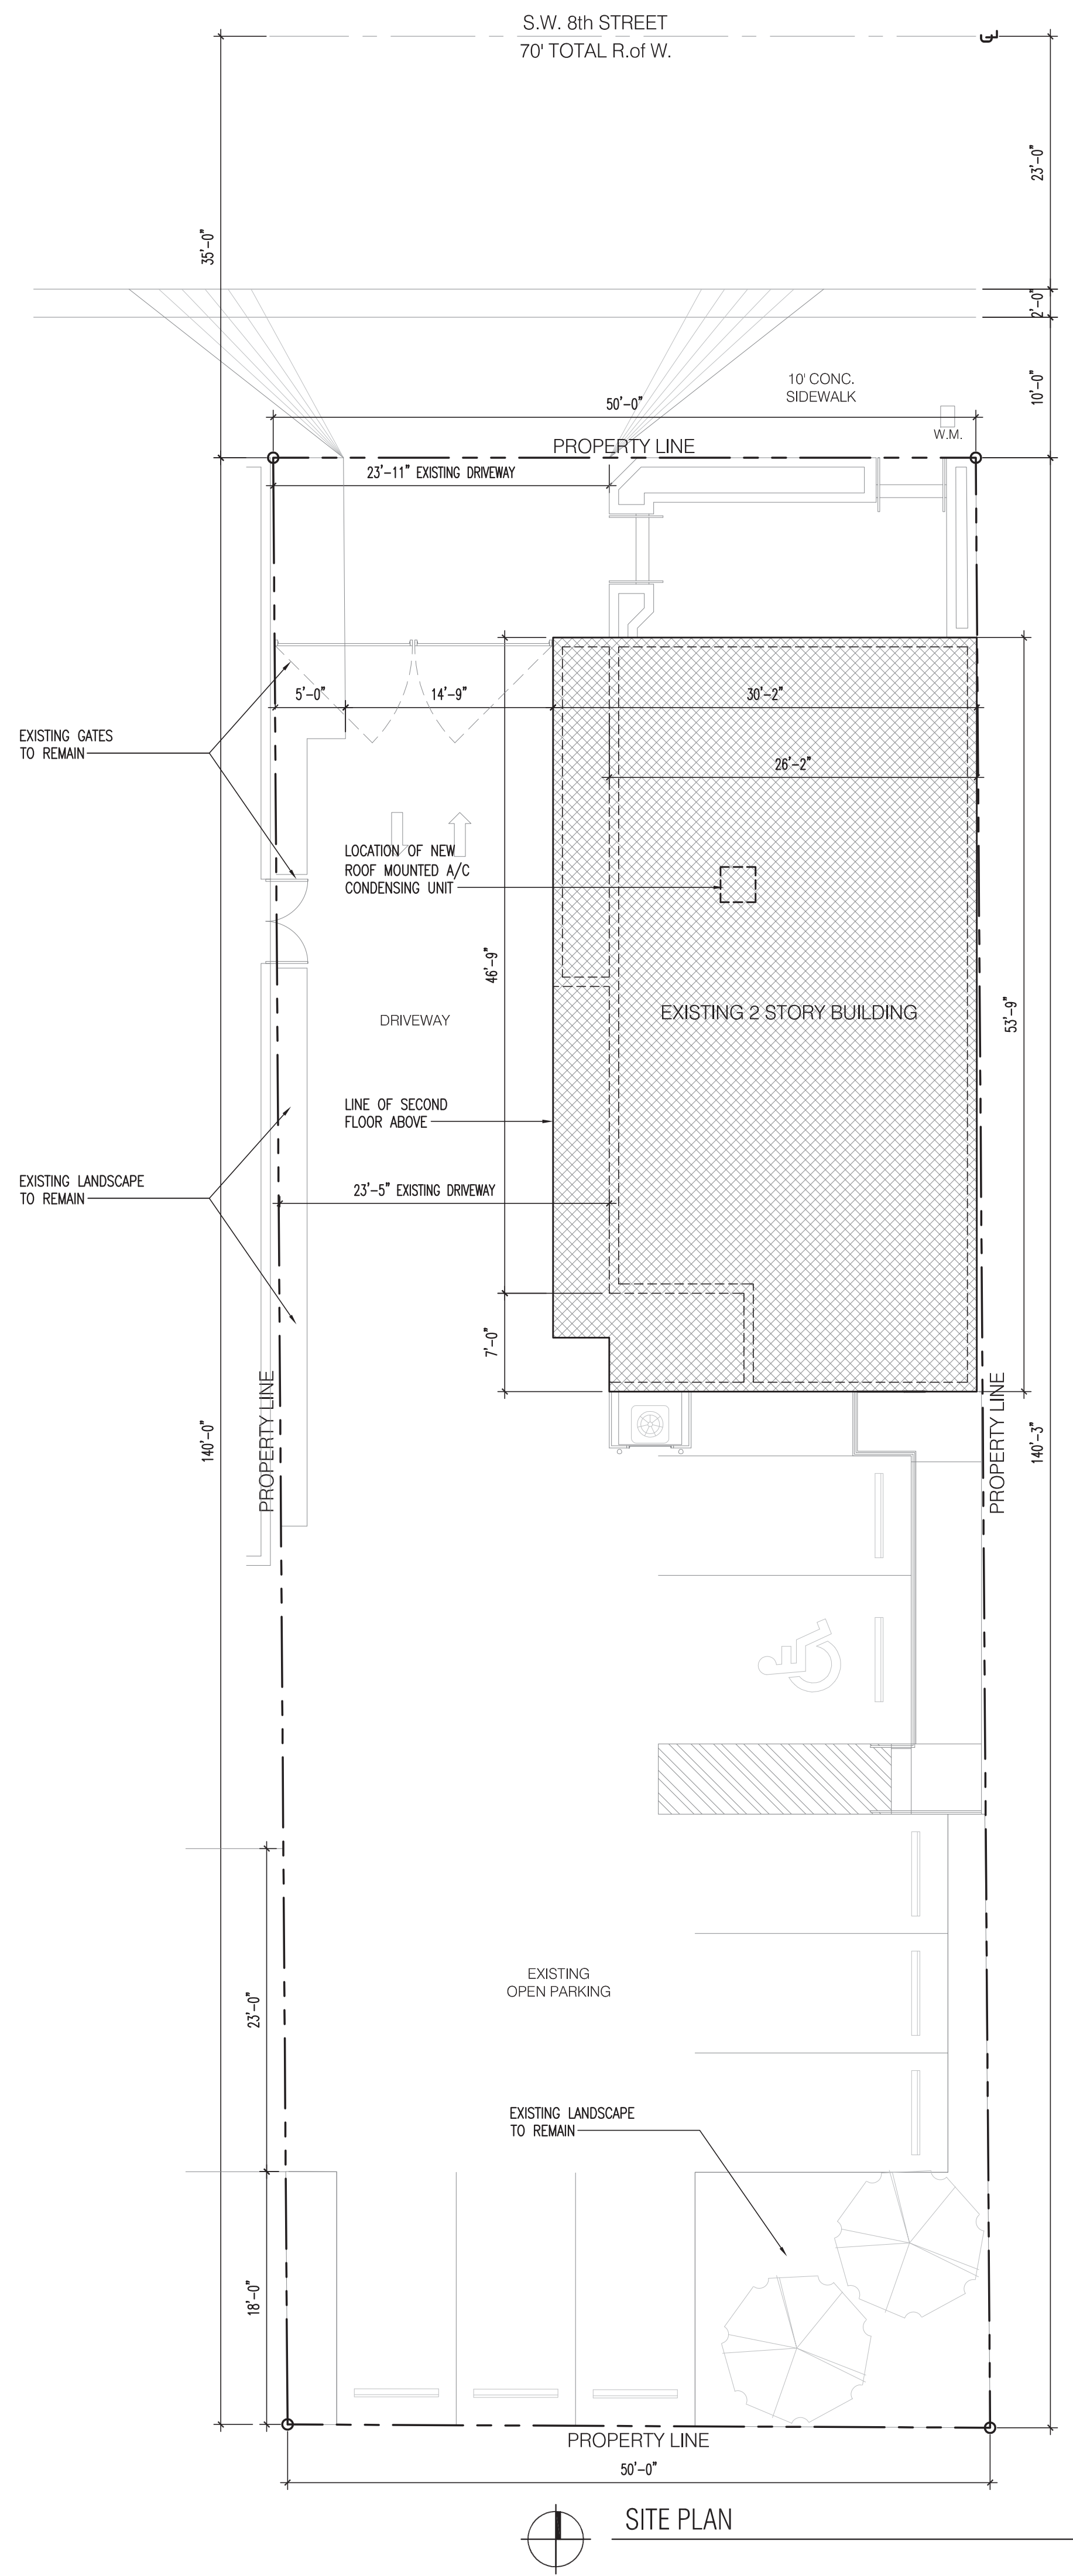 S.W. 8th STREET
70' TOTAL R.of W.
23'-0"
35'-0"
2'-0"
10'-0"
10' CONC.
SIDEWALK
50'-0"
W.M.
PROPERTY LINE
23'-11" EXISTING DRIVEWAY
5'-0"
14'-9"
30'-2"
EXISTING GATES
TO REMAIN
26'-2"
LOCATION OF NEW
ROOF MOUNTED A/C
CONDENSING UNIT
46'-9"
EXISTING 2 STORY BUILDING
53'-9"
DRIVEWAY
LINE OF SECOND
FLOOR ABOVE
EXISTING LANDSCAPE
TO REMAIN
23'-5" EXISTING DRIVEWAY
7'-0"
PROPERTY LINE
PROPERTY LINE
140'-0"
140'-3"
EXISTING
OPEN PARKING
23'-0"
EXISTING LANDSCAPE
TO REMAIN
18'-0"
PROPERTY LINE
50'-0"
SITE PLAN